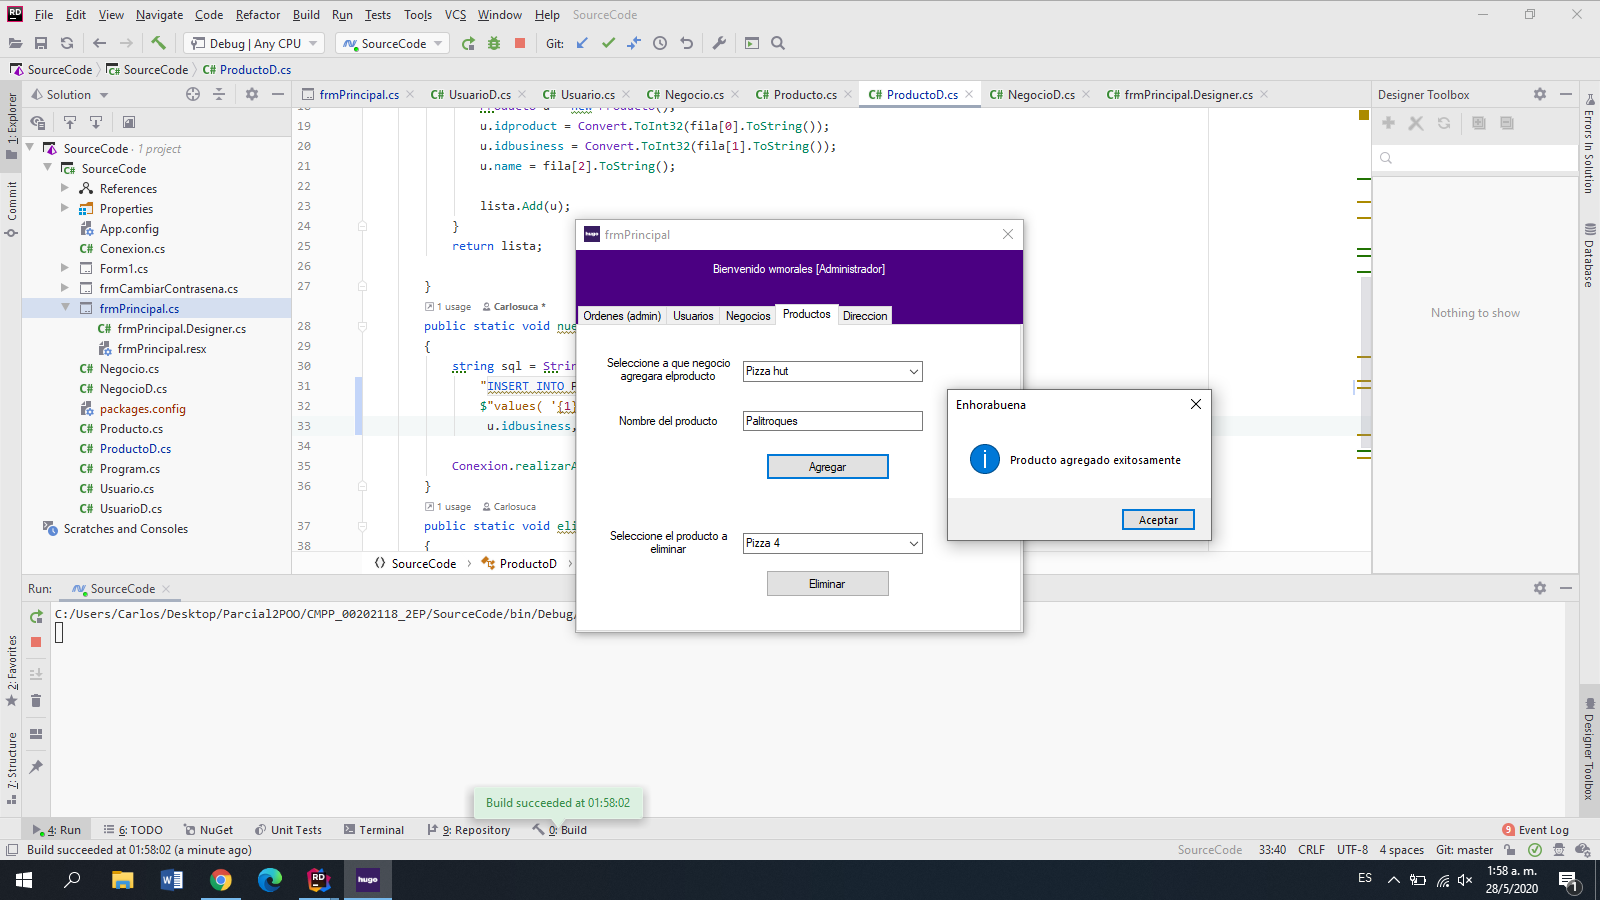 File Edit View Navigate Code Refactor Build Run Tests Tools VCS Window Help SourceCode
Debug | Any CPU SourceCode Git:
SourceCode SourceCode C# ProductoD.cs
Solution
frmPrincipal.cs C# UsuarioD.cs C# Usuario.cs C# Negocio.cs C# Producto.cs C# ProductoD.cs C# NegocioD.cs C# frmPrincipal.Designer.cs
Designer Toolbox
1: Explorer
Commit
2: Favorites
7: Structure
SourceCode · 1 project
SourceCode
References
Properties
App.config
C# Conexion.cs
Form1.cs
frmCambiarContrasena.cs
frmPrincipal.cs
C# frmPrincipal.Designer.cs
frmPrincipal.resx
C# Negocio.cs
C# NegocioD.cs
packages.config
C# Producto.cs
C# ProductoD.cs
C# Program.cs
C# Usuario.cs
C# UsuarioD.cs
Scratches and Consoles
18 Producto u = new Producto();
19 u.idproduct = Convert.ToInt32(fila[0].ToString());
20 u.idbusiness = Convert.ToInt32(fila[1].ToString());
21 u.name = fila[2].ToString();
22
23 lista.Add(u);
24 }
25 return lista;
26
27 }
1 usage Carlosuca *
28 public static void nue
29 {
30 string sql = Strin
31 "INSERT INTO P
32 $"values( '{1}
33 u.idbusiness,
34
35 Conexion.realizarA
36 }
1 usage Carlosuca
37 public static void eli
38 {
SourceCode ProductoD
frmPrincipal
Bienvenido wmorales [Administrador]
Ordenes (admin) Usuarios Negocios Productos Direccion
Seleccione a que negocio
agregara elproducto
Pizza hut
Nombre del producto Palitroques
Agregar
Seleccione el producto a
eliminar
Pizza 4
Eliminar
Enhorabuena
Producto agregado exitosamente
Aceptar
Nothing to show
Errors In Solution
Database
Designer Toolbox
Run: SourceCode
C:/Users/Carlos/Desktop/Parcial2POO/CMPP_00202118_2EP/SourceCode/bin/Debug/
Build succeeded at 01:58:02
4: Run 6: TODO NuGet Unit Tests Terminal 9: Repository 0: Build 9 Event Log
Build succeeded at 01:58:02 (a minute ago) SourceCode 33:40 CRLF UTF-8 4 spaces Git: master
hugo
ES
1:58 a. m.
28/5/2020
1